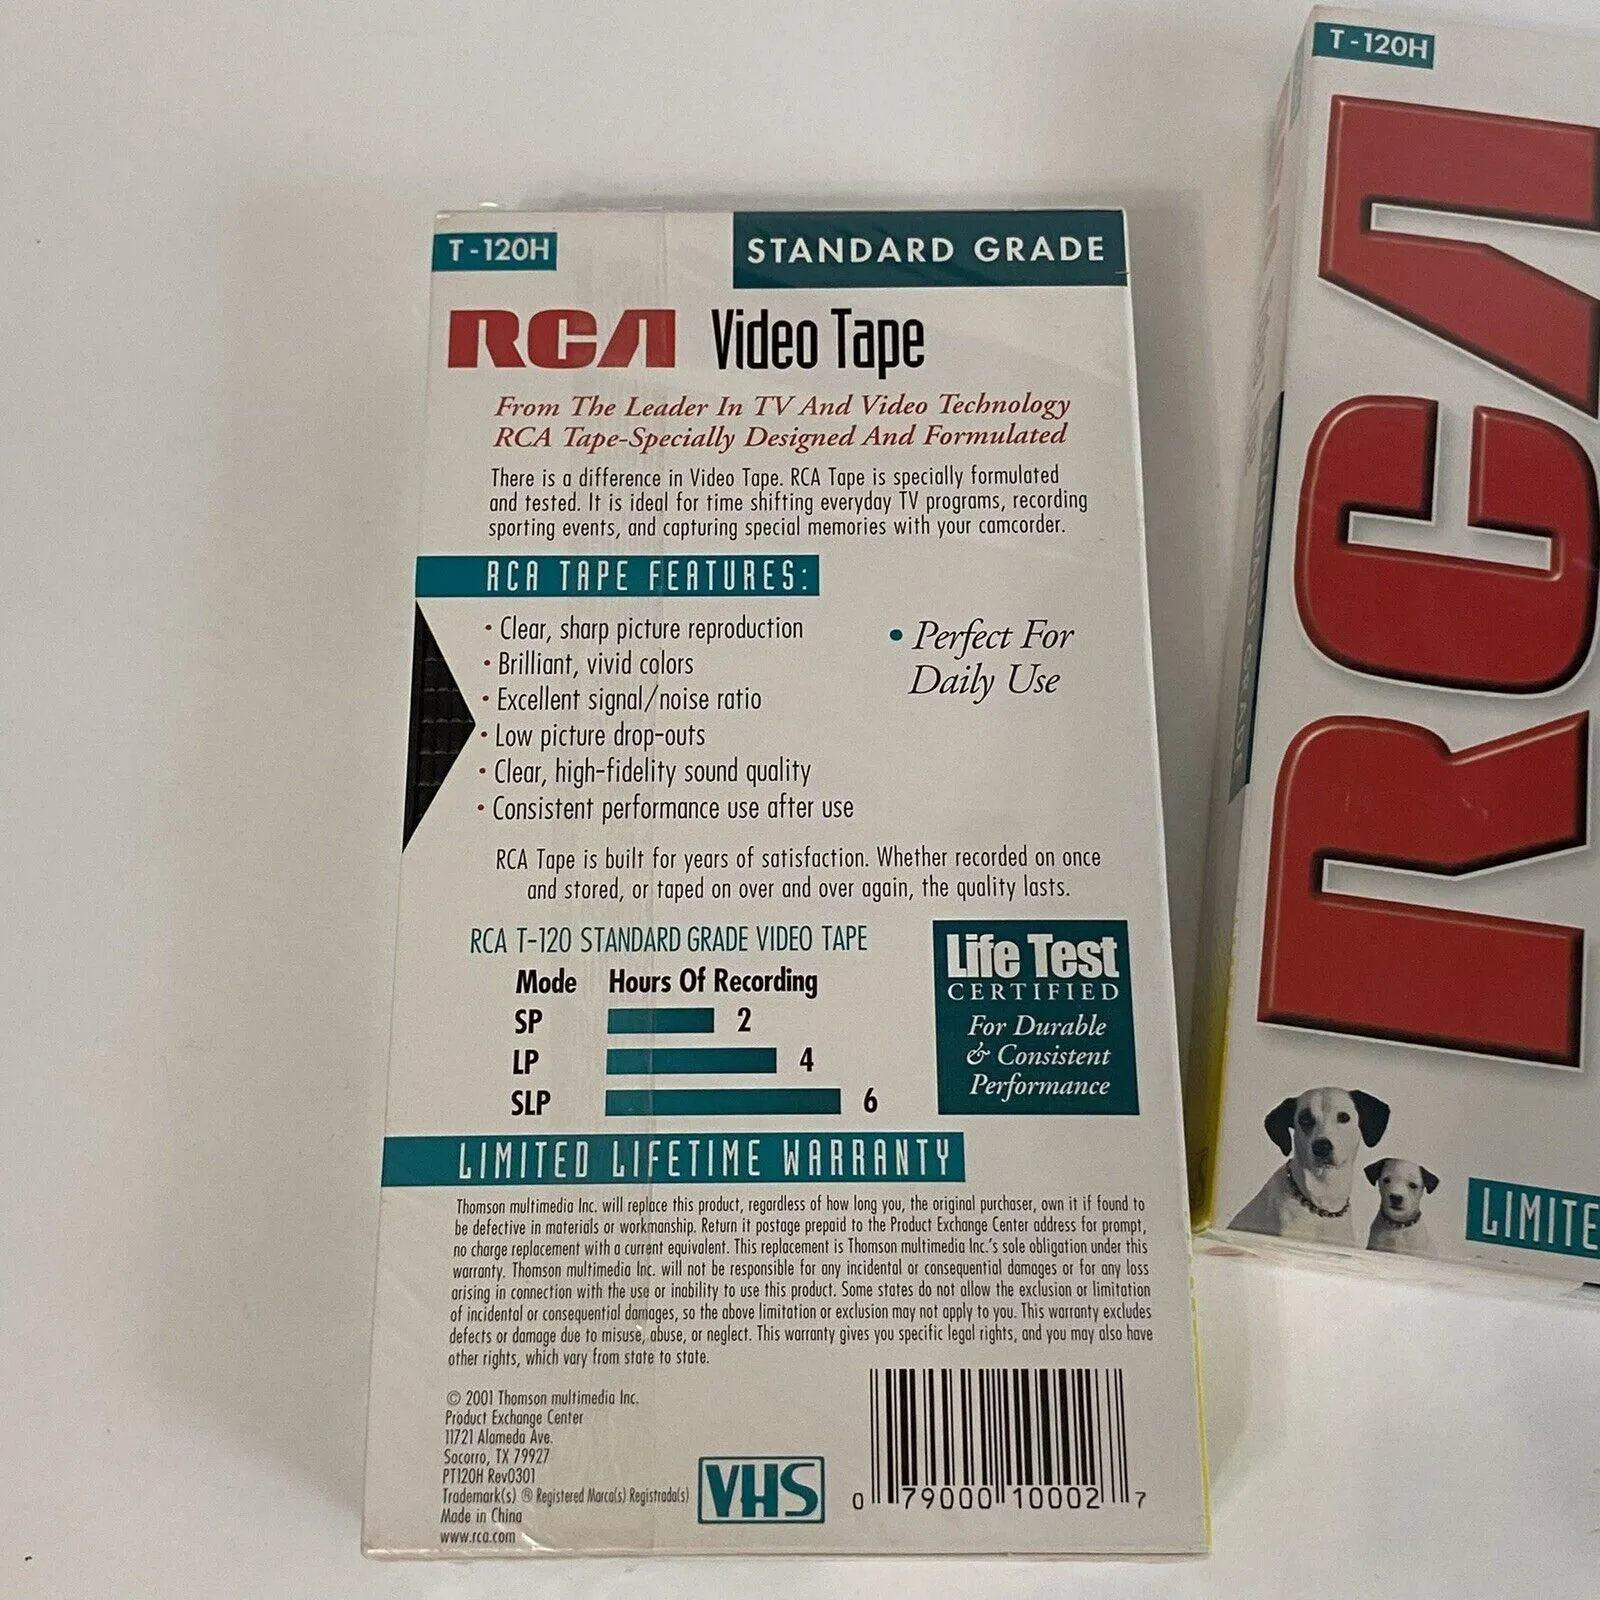 T-120H
STANDARD GRADE
RCA Video Tape
From The Leader In TV And Video Technology
RCA Tape-Specially Designed And Formulated
There is a difference in Video Tape. RCA Tape is specially formulated
and tested. It is ideal for time shifting everyday TV programs, recording
sporting events, and capturing special memories with your camcorder.
RCA TAPE FEATURES:
• Clear, sharp picture reproduction
• Brilliant, vivid colors
• Excellent signal/noise ratio
• Low picture drop-outs
• Clear, high-fidelity sound quality
• Consistent performance use after use
• Perfect For
Daily Use
RCA Tape is built for years of satisfaction. Whether recorded on once
and stored, or taped on over and over again, the quality lasts.
RCA T-120 STANDARD GRADE VIDEO TAPE
Mode Hours Of Recording
SP 2
LP 4
SLP 6
Life Test
CERTIFIED
For Durable
& Consistent
Performance
LIMITED LIFETIME WARRANTY
Thomson multimedia Inc. will replace this product, regardless of how long you, the original purchaser, own it if found to
be defective in materials or workmanship. Return it postage prepaid to the Product Exchange Center address for prompt,
no charge replacement with a current equivalent. This replacement is Thomson multimedia Inc.'s sole obligation under this
warranty. Thomson multimedia Inc. will not be responsible for any incidental or consequential damages or for any loss
arising in connection with the use or inability to use this product. Some states do not allow the exclusion or limitation
of incidental or consequential damages, so the above limitation or exclusion may not apply to you. This warranty excludes
defects or damage due to misuse, abuse, or neglect. This warranty gives you specific legal rights, and you may also have
other rights, which vary from state to state.
© 2001 Thomson multimedia Inc.
Product Exchange Center
11721 Alameda Ave.
Socorro, TX 79927
PT120H Rev0301
Trademark(s) ® Registered Marca(s) Registrada(s)
Made in China
www.rca.com
VHS
0 79000 10002 7
T-120H
RCA
STANDARD GRADE
LIMITE